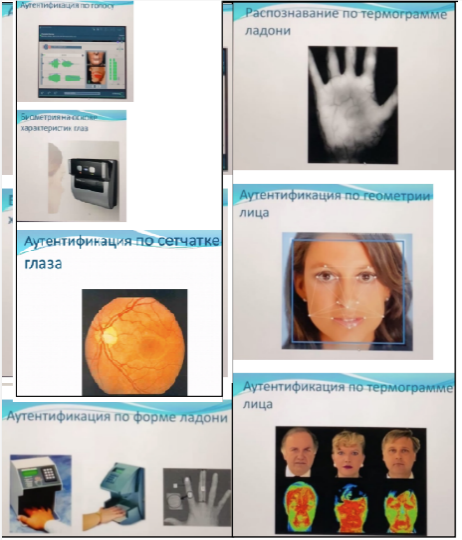 Аутентификация по голосу
характеристик глаз
Аутентификация по сетчатке
глаза
Аутентификация по форме ладони
Распознавание по термограмме
ладони
Аутентификация по геометрии
лица
Аутентификация по термограмме
лица